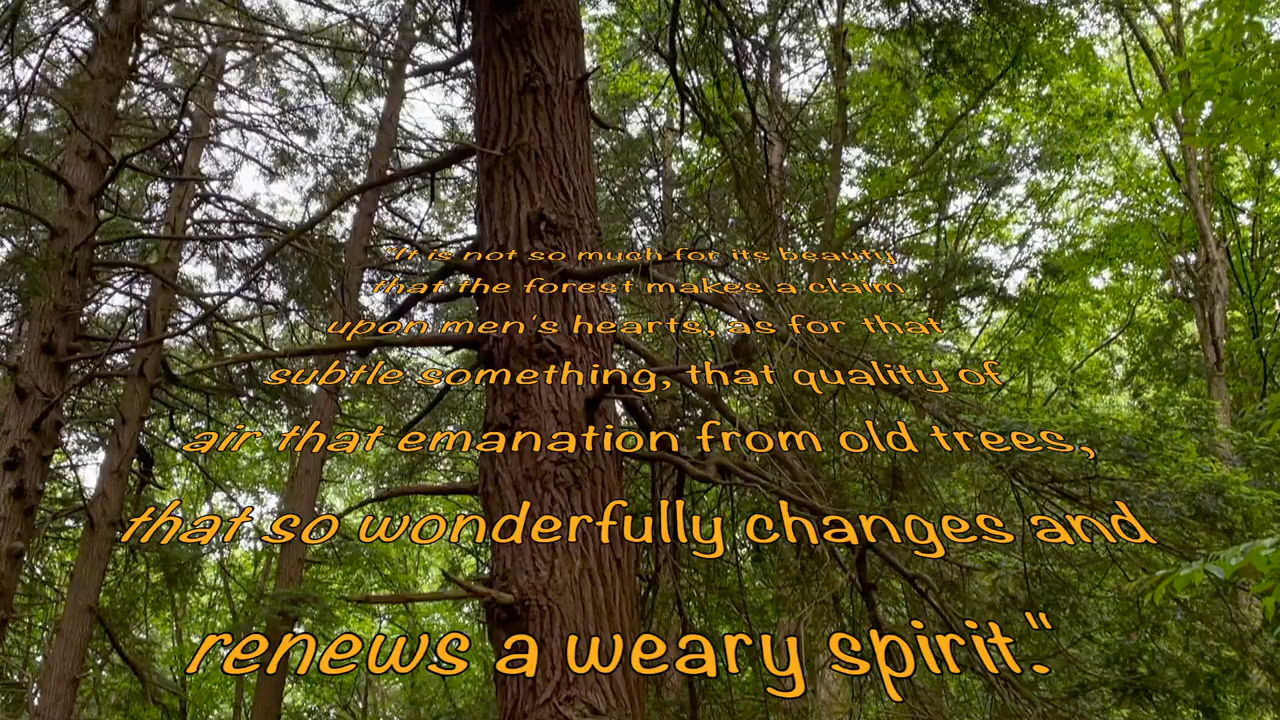 "It is not so much for its beauty
that the forest makes a claim
upon men's hearts, as for that
subtle something, that quality of
air that emanation from old trees,
that so wonderfully changes and
renews a weary spirit."